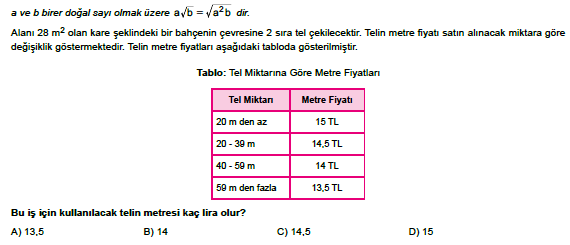 a ve b birer doğal sayı olmak üzere a√b = √a²b dir.
Alanı 28 m² olan kare şeklindeki bir bahçenin çevresine 2 sıra tel çekilecektir. Telin metre fiyatı satın alınacak miktara göre
değişiklik göstermektedir. Telin metre fiyatları aşağıdaki tabloda gösterilmiştir.
Tablo: Tel Miktarına Göre Metre Fiyatları
Tel Miktarı Metre Fiyatı
20 m den az 15 TL
20 - 39 m 14,5 TL
40 - 59 m 14 TL
59 m den fazla 13,5 TL
Bu iş için kullanılacak telin metresi kaç lira olur?
A) 13,5 B) 14 C) 14,5 D) 15